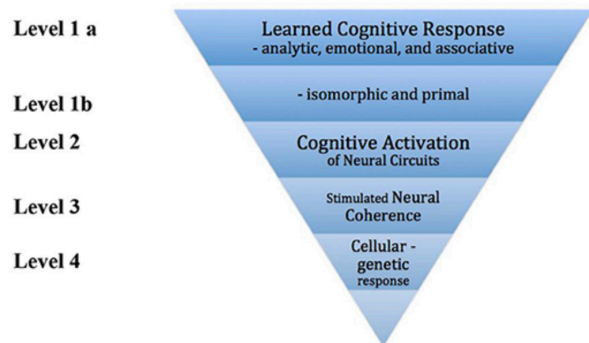 Level 1 a
Learned Cognitive Response
- analytic, emotional, and associative
Level 1b
- isomorphic and primal
Level 2
Cognitive Activation
of Neural Circuits
Level 3
Stimulated Neural
Coherence
Level 4
Cellular -
genetic
response